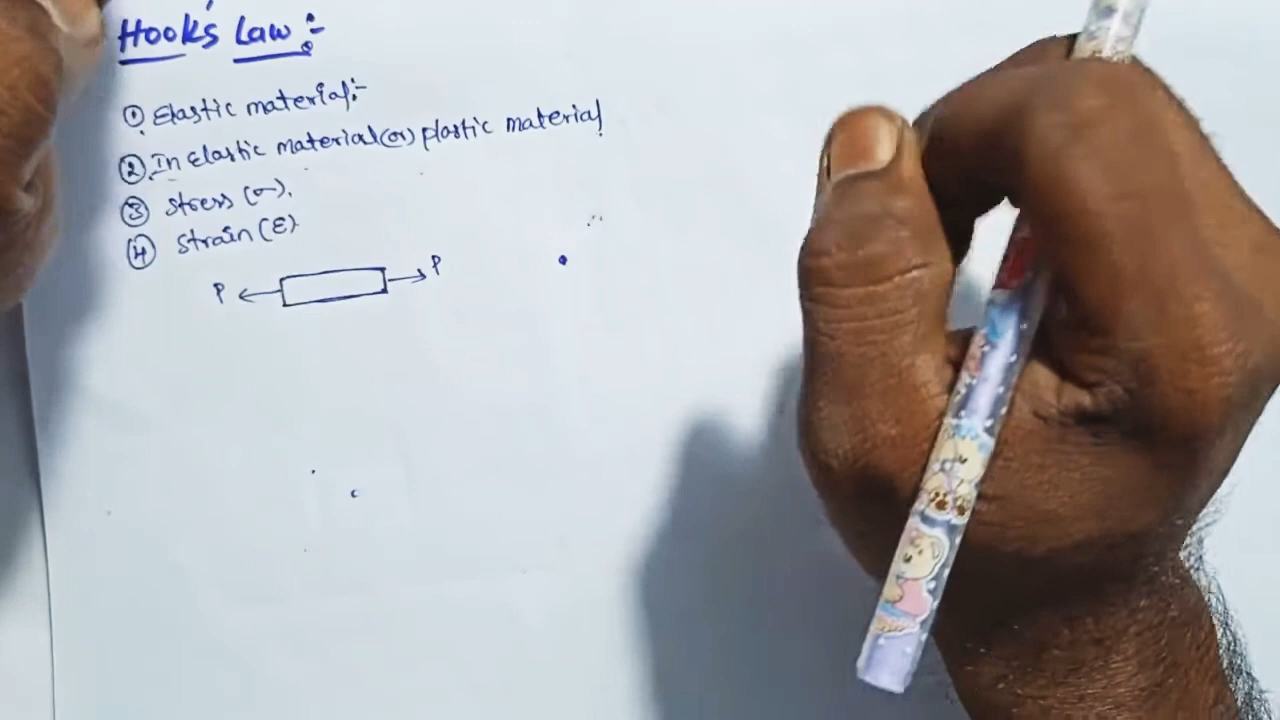 Hook's Law :-
① Elastic material:-
② In Elastic material(or) plastic material
③ Stress (σ).
④ Strain (ε)
P P